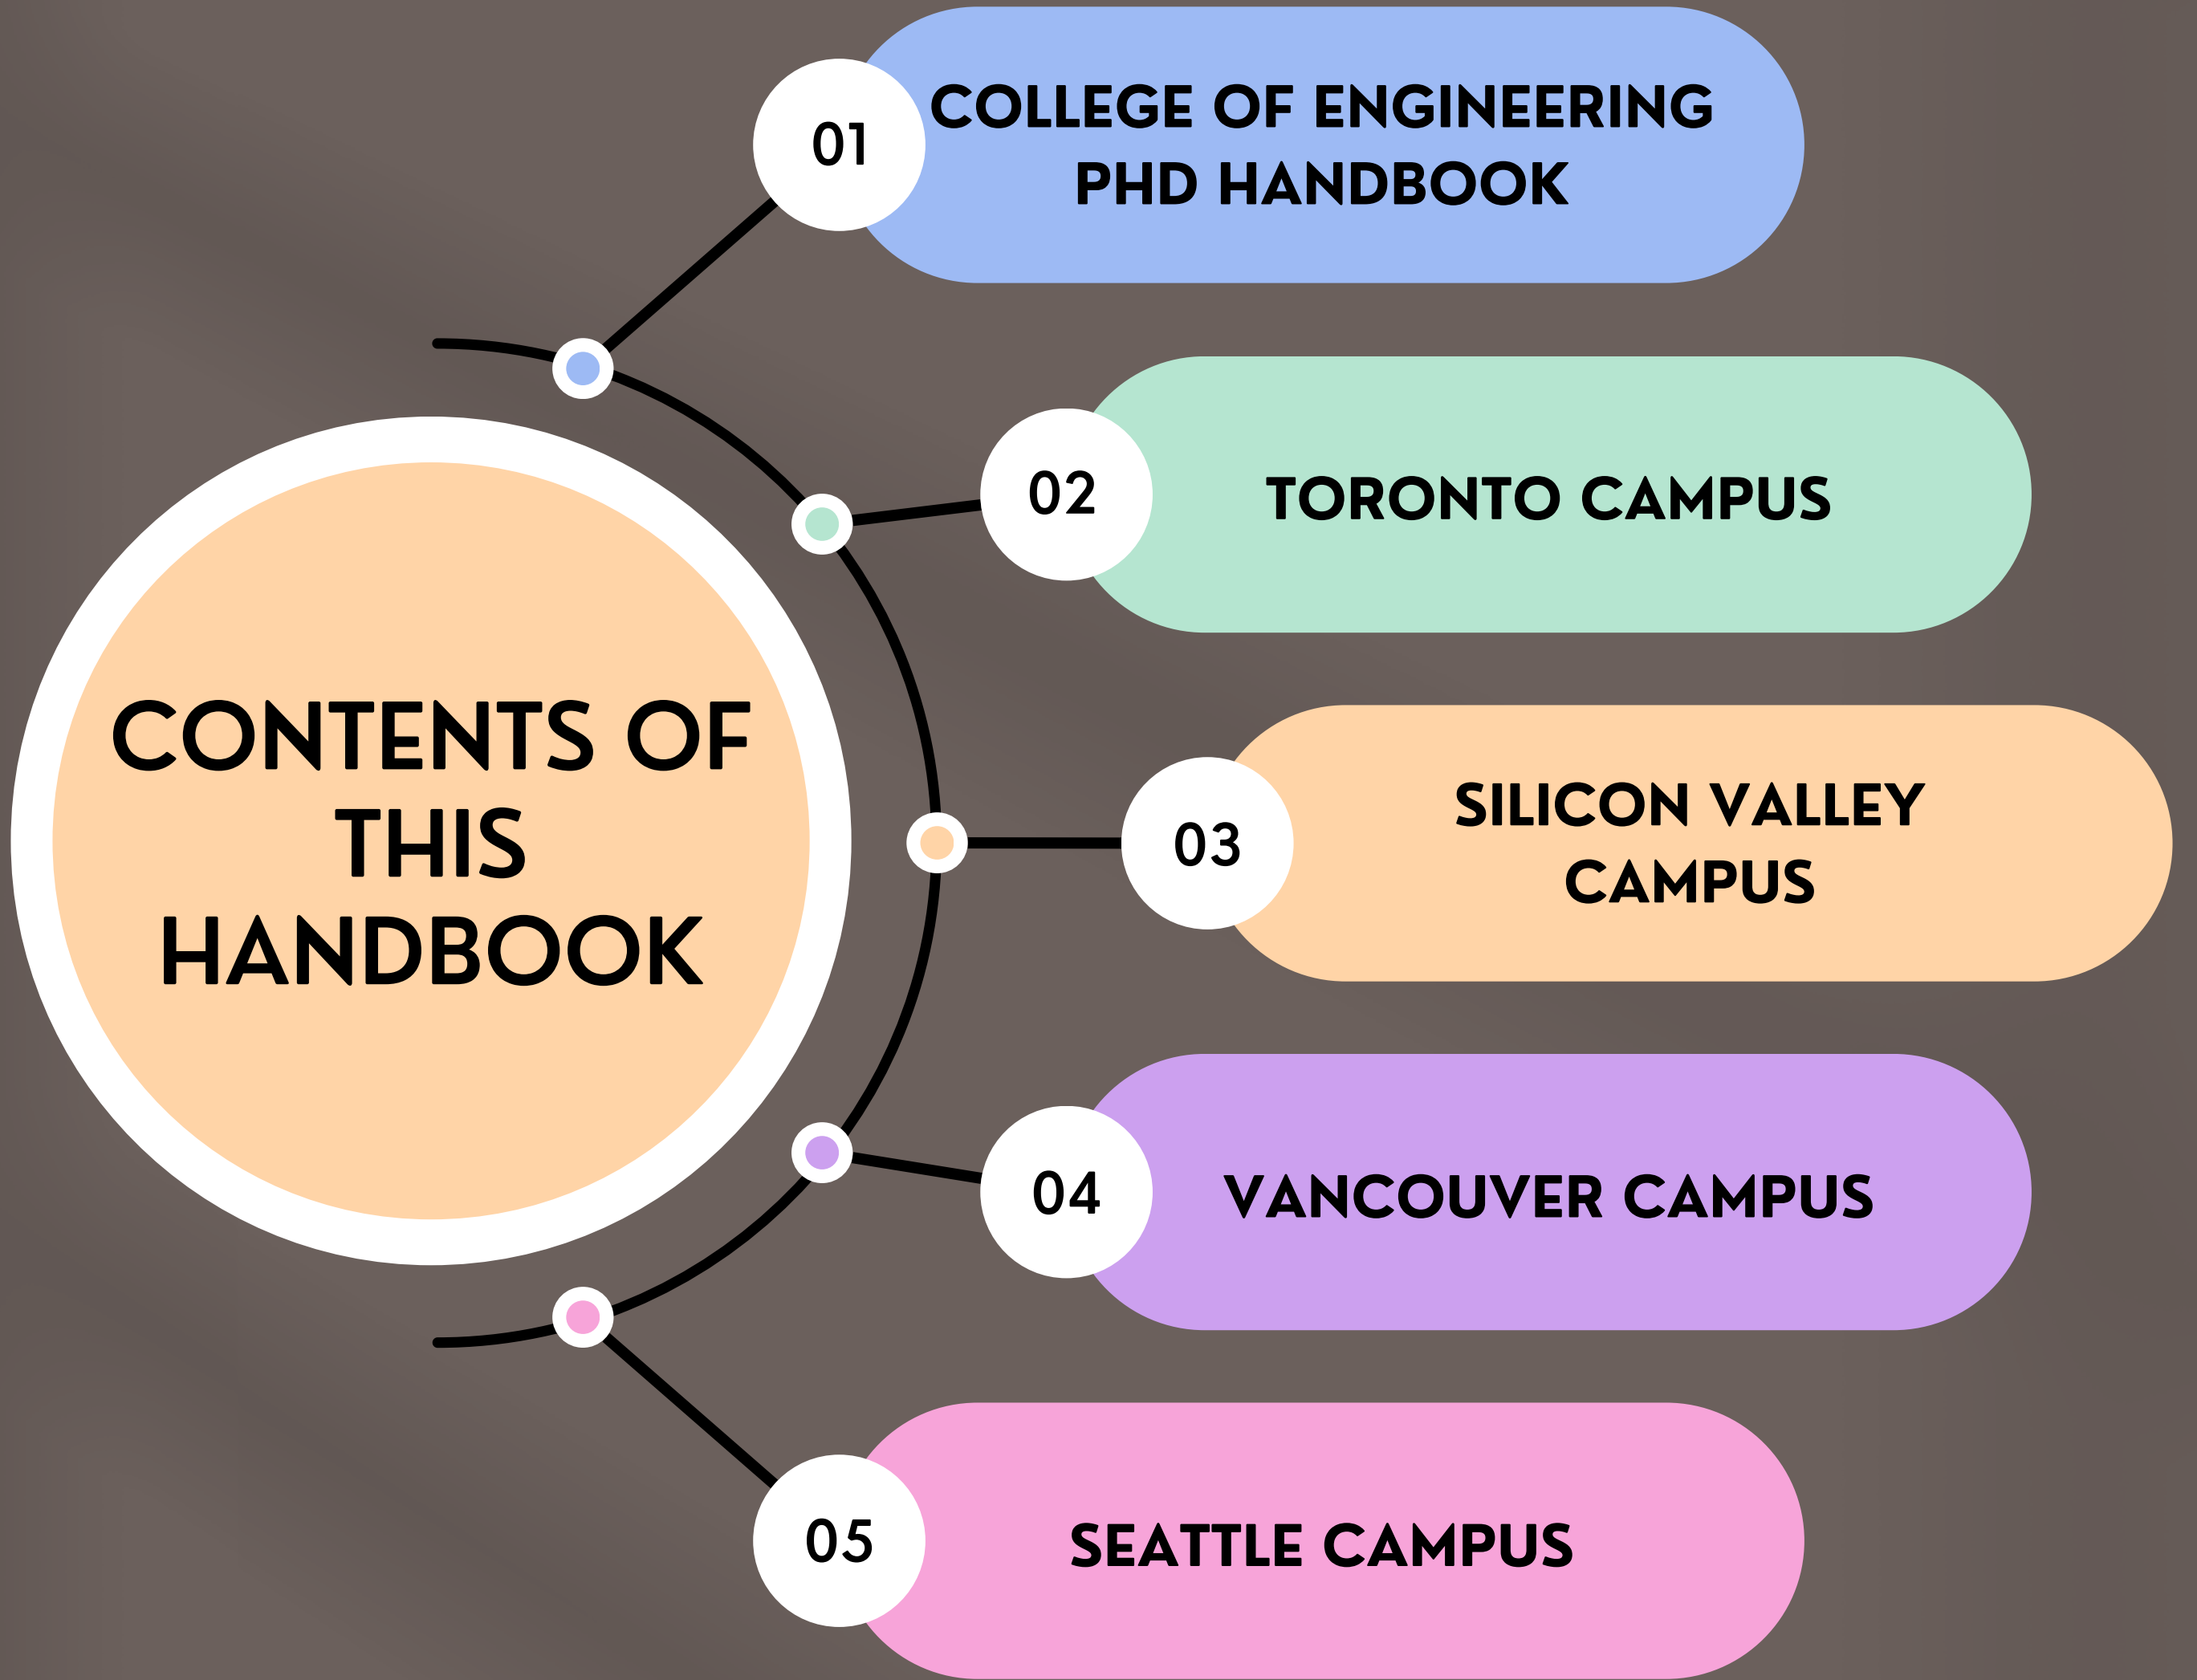 CONTENTS OF
THIS
HANDBOOK
01
COLLEGE OF ENGINEERING
PHD HANDBOOK
02
TORONTO CAMPUS
03
SILICON VALLEY
CAMPUS
04
VANCOUVER CAMPUS
05
SEATTLE CAMPUS